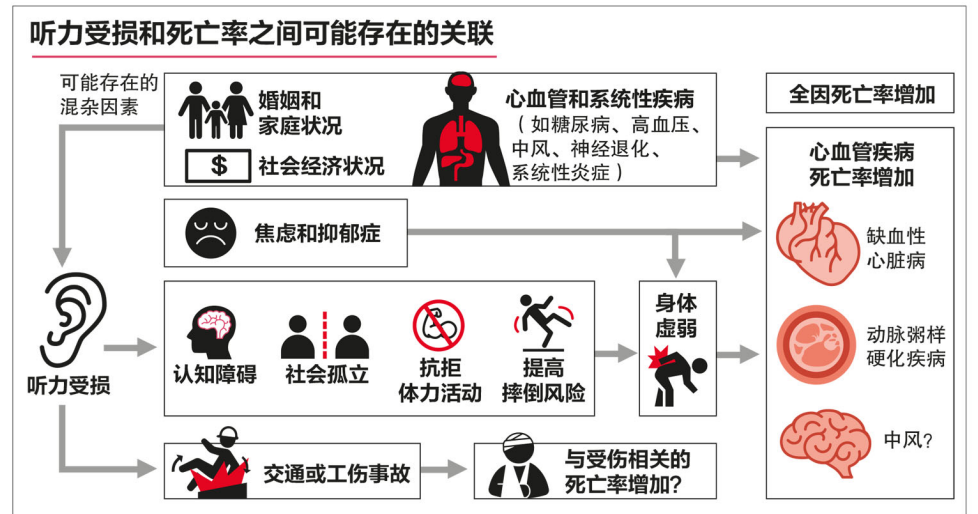 听力受损和死亡率之间可能存在的关联
可能存在的
混杂因素
婚姻和
家庭状况
$
社会经济状况
心血管和系统性疾病
（如糖尿病、高血压、
中风、神经退化、
系统性炎症）
全因死亡率增加
心血管疾病
死亡率增加
缺血性
心脏病
动脉粥样
硬化疾病
中风?
焦虑和抑郁症
听力受损
认知障碍
社会孤立
抗拒
体力活动
提高
摔倒风险
身体
虚弱
交通或工伤事故
与受伤相关的
死亡率增加?